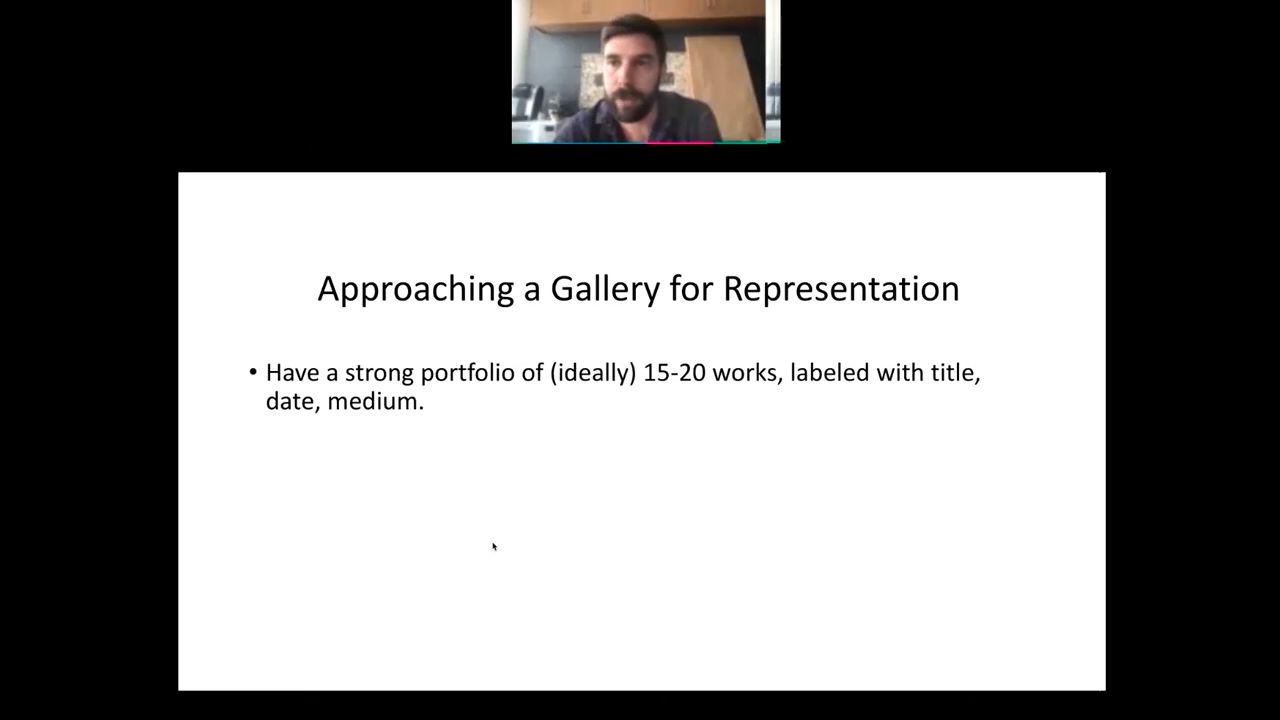 Approaching a Gallery for Representation
• Have a strong portfolio of (ideally) 15-20 works, labeled with title,
date, medium.